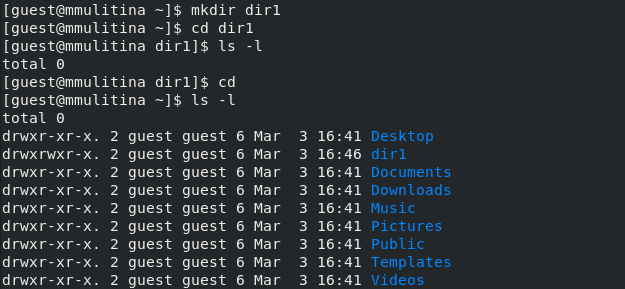 [guest@mmulitina ~]$ mkdir dir1
[guest@mmulitina ~]$ cd dir1
[guest@mmulitina dir1]$ ls -l
total 0
[guest@mmulitina dir1]$ cd
[guest@mmulitina ~]$ ls -l
total 0
drwxr-xr-x. 2 guest guest 6 Mar  3 16:41 Desktop
drwxrwxr-x. 2 guest guest 6 Mar  3 16:46 dir1
drwxr-xr-x. 2 guest guest 6 Mar  3 16:41 Documents
drwxr-xr-x. 2 guest guest 6 Mar  3 16:41 Downloads
drwxr-xr-x. 2 guest guest 6 Mar  3 16:41 Music
drwxr-xr-x. 2 guest guest 6 Mar  3 16:41 Pictures
drwxr-xr-x. 2 guest guest 6 Mar  3 16:41 Public
drwxr-xr-x. 2 guest guest 6 Mar  3 16:41 Templates
drwxr-xr-x. 2 guest guest 6 Mar  3 16:41 Videos